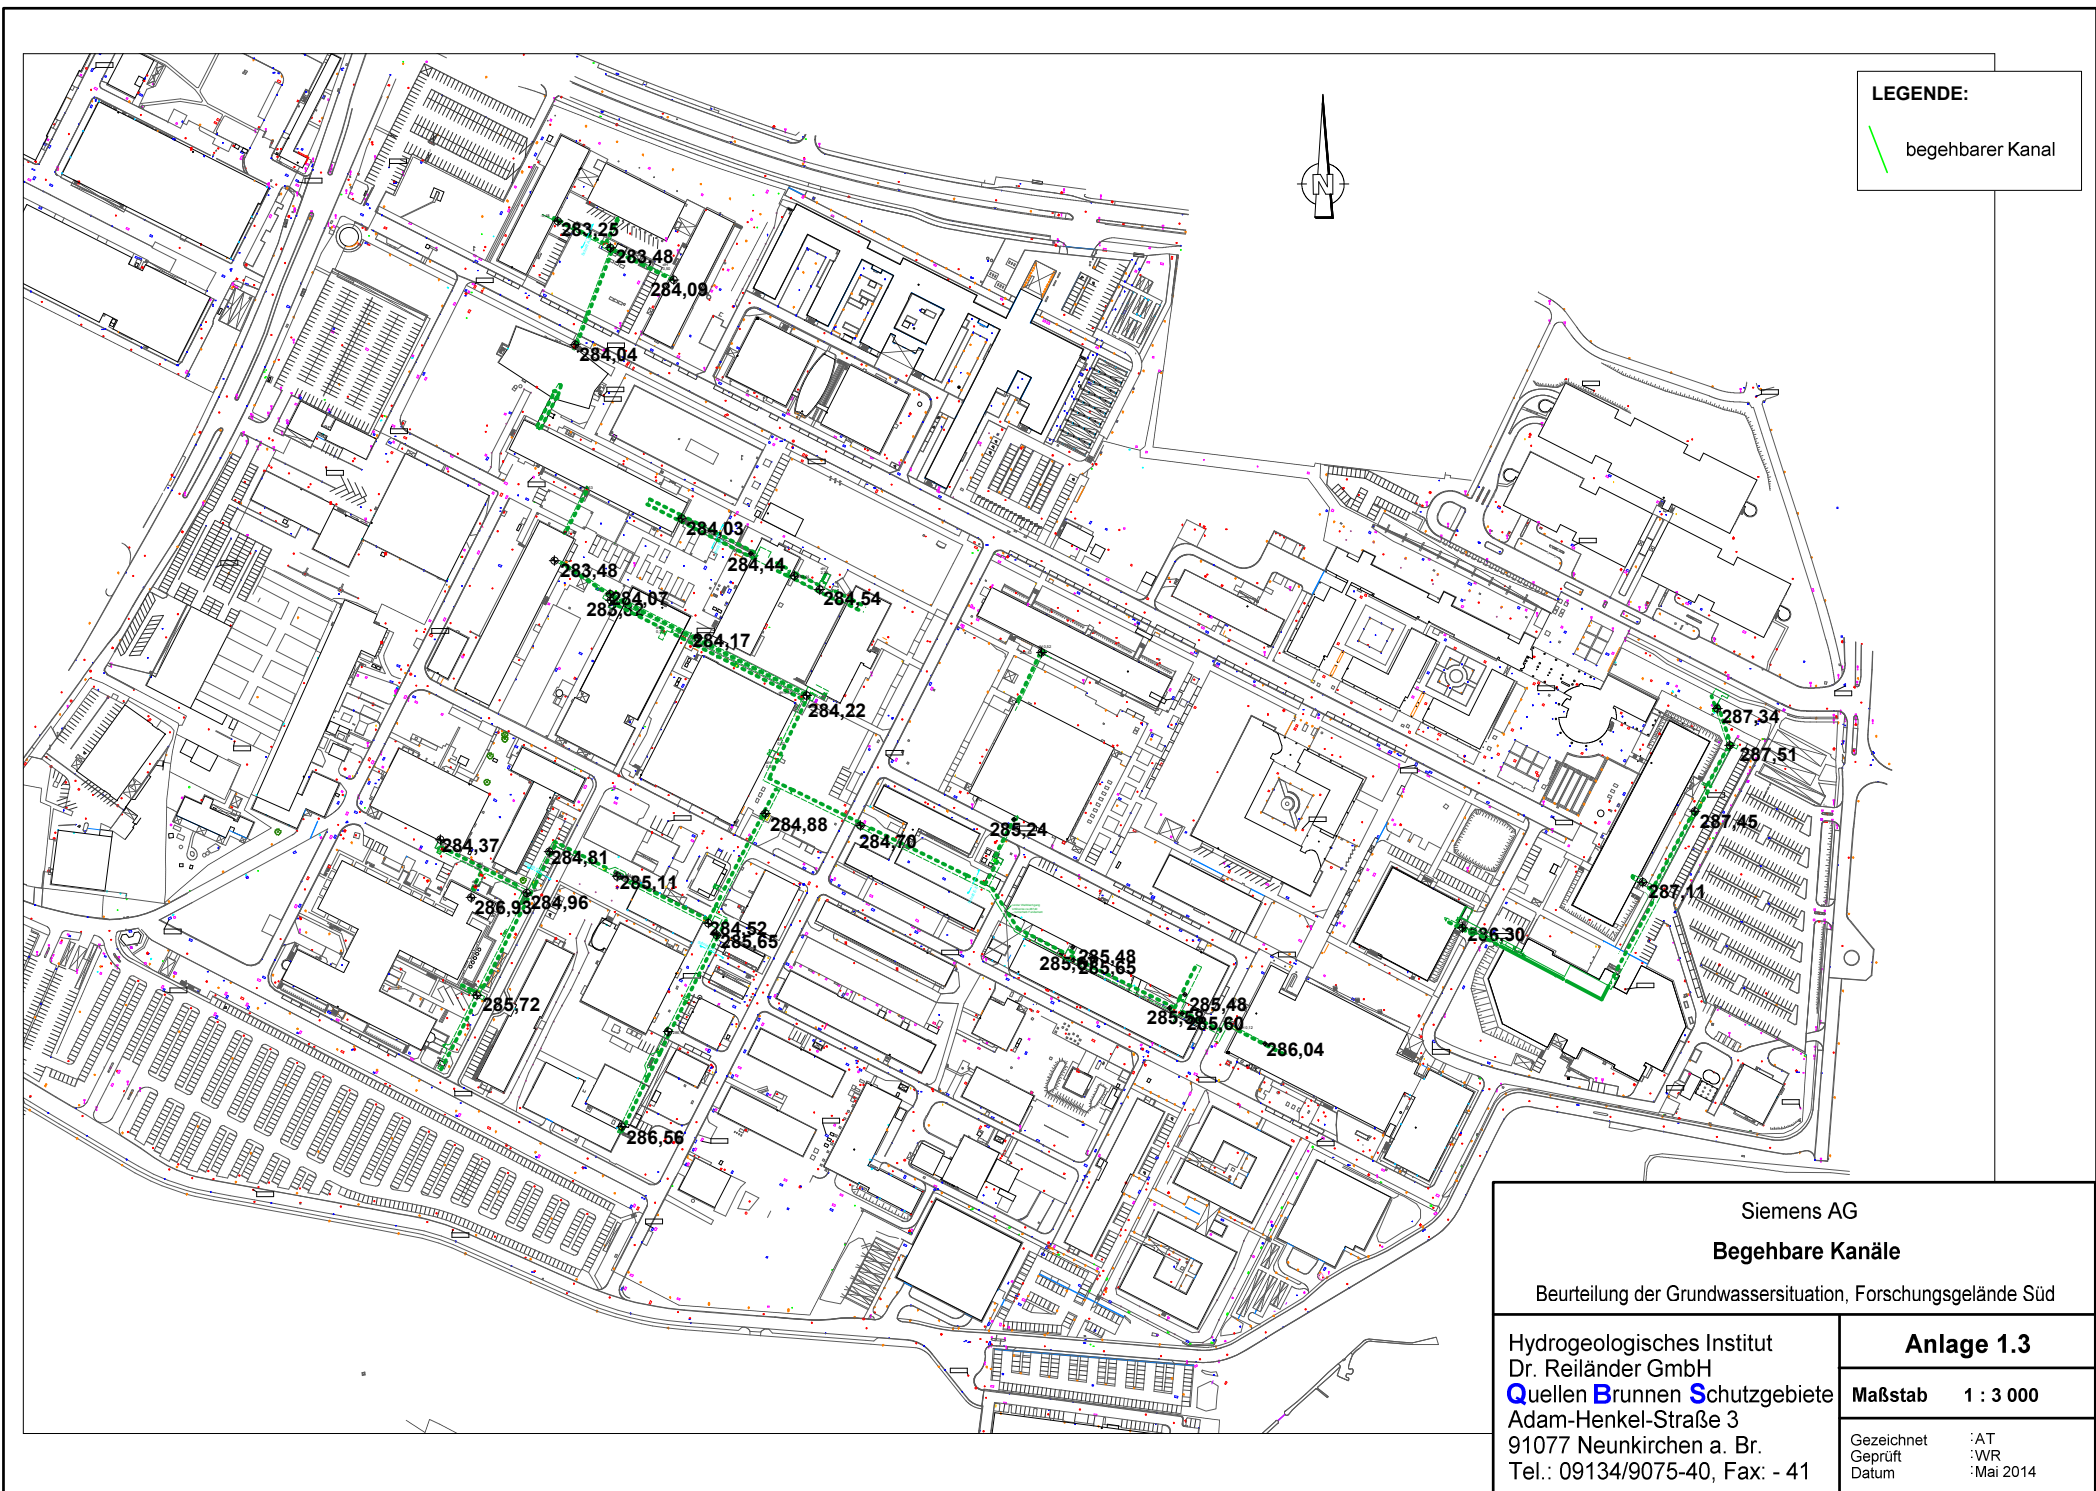 LEGENDE:
begehbarer Kanal
N
283,25
283,48
284,09
284,04
284,03
284,44
284,54
283,48
284,07
283,82
284,17
284,22
284,88
284,70
285,24
284,37
284,81
285,11
286,93
284,96
284,52
285,65
285,72
286,56
285,48
285,65
285,48
285,60
286,04
286,30
287,34
287,51
287,45
287,11
Siemens AG
Begehbare Kanäle
Beurteilung der Grundwassersituation, Forschungsgelände Süd
Hydrogeologisches Institut
Dr. Reiländer GmbH
Quellen Brunnen Schutzgebiete
Adam-Henkel-Straße 3
91077 Neunkirchen a. Br.
Tel.: 09134/9075-40, Fax: - 41
Anlage 1.3
Maßstab 1 : 3 000
Gezeichnet : AT
Geprüft : WR
Datum : Mai 2014